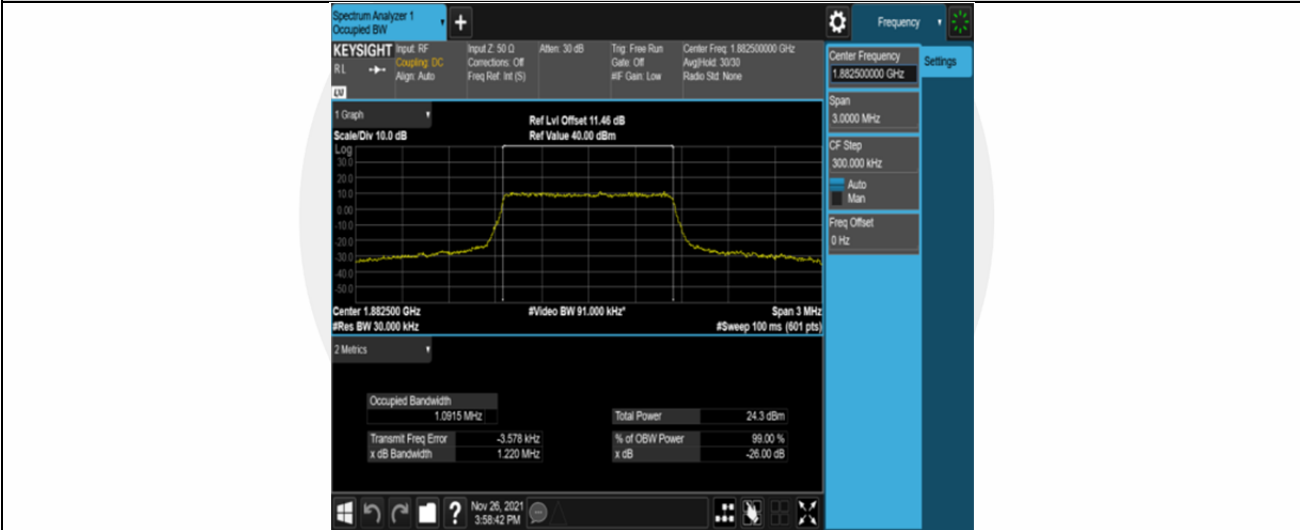 Spectrum Analyzer 1
Occupied BW
Frequency
KEYSIGHT
RL
LXI
Input: RF
Coupling: DC
Align: Auto
Input Z: 50 Ω
Corrections: Off
Freq Ref: Int (S)
Atten: 30 dB
Trig: Free Run
Gate: Off
#IF Gain: Low
Center Freq: 1.882500000 GHz
Avg|Hold: 30/30
Radio Std: None
1 Graph
Scale/Div 10.0 dB
Ref Lvl Offset 11.46 dB
Ref Value 40.00 dBm
Log
30.0
20.0
10.0
0.00
-10.0
-20.0
-30.0
-40.0
-50.0
Center 1.882500 GHz
#Res BW 30.000 kHz
#Video BW 91.000 kHz*
Span 3 MHz
#Sweep 100 ms (601 pts)
2 Metrics
Occupied Bandwidth
1.0915 MHz
Transmit Freq Error -3.578 kHz
x dB Bandwidth 1.220 MHz
Total Power 24.3 dBm
% of OBW Power 99.00 %
x dB -26.00 dB
Center Frequency
1.882500000 GHz
Settings
Span
3.0000 MHz
CF Step
300.000 kHz
Auto
Man
Freq Offset
0 Hz
Nov 26, 2021
3:58:42 PM